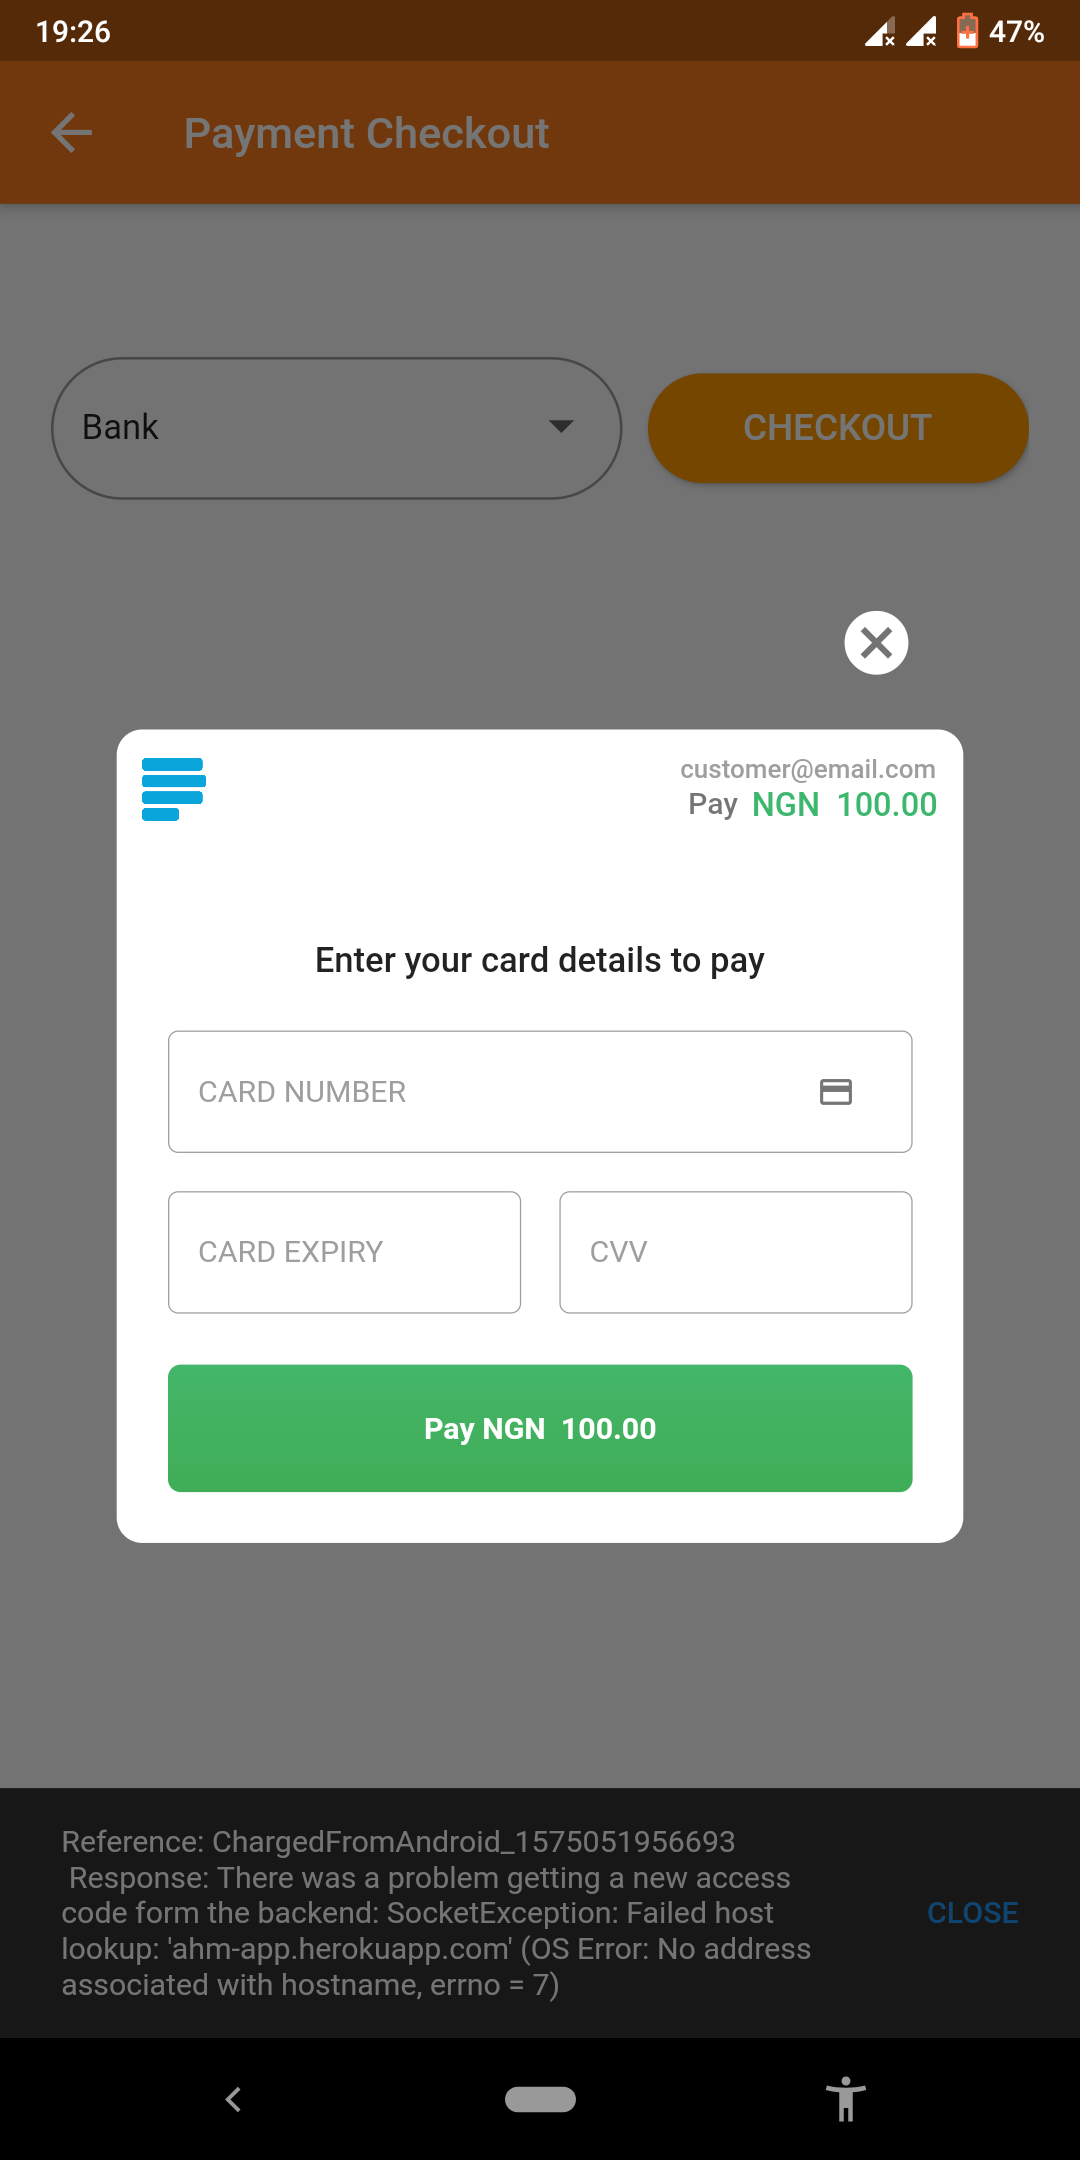 19:26
47%
Payment Checkout
Bank
CHECKOUT
customer@email.com
Pay NGN 100.00
Enter your card details to pay
CARD NUMBER
CARD EXPIRY
CVV
Pay NGN 100.00
Reference: ChargedFromAndroid_1575051956693
Response: There was a problem getting a new access
code form the backend: SocketException: Failed host
lookup: 'ahm-app.herokuapp.com' (OS Error: No address
associated with hostname, errno = 7)
CLOSE